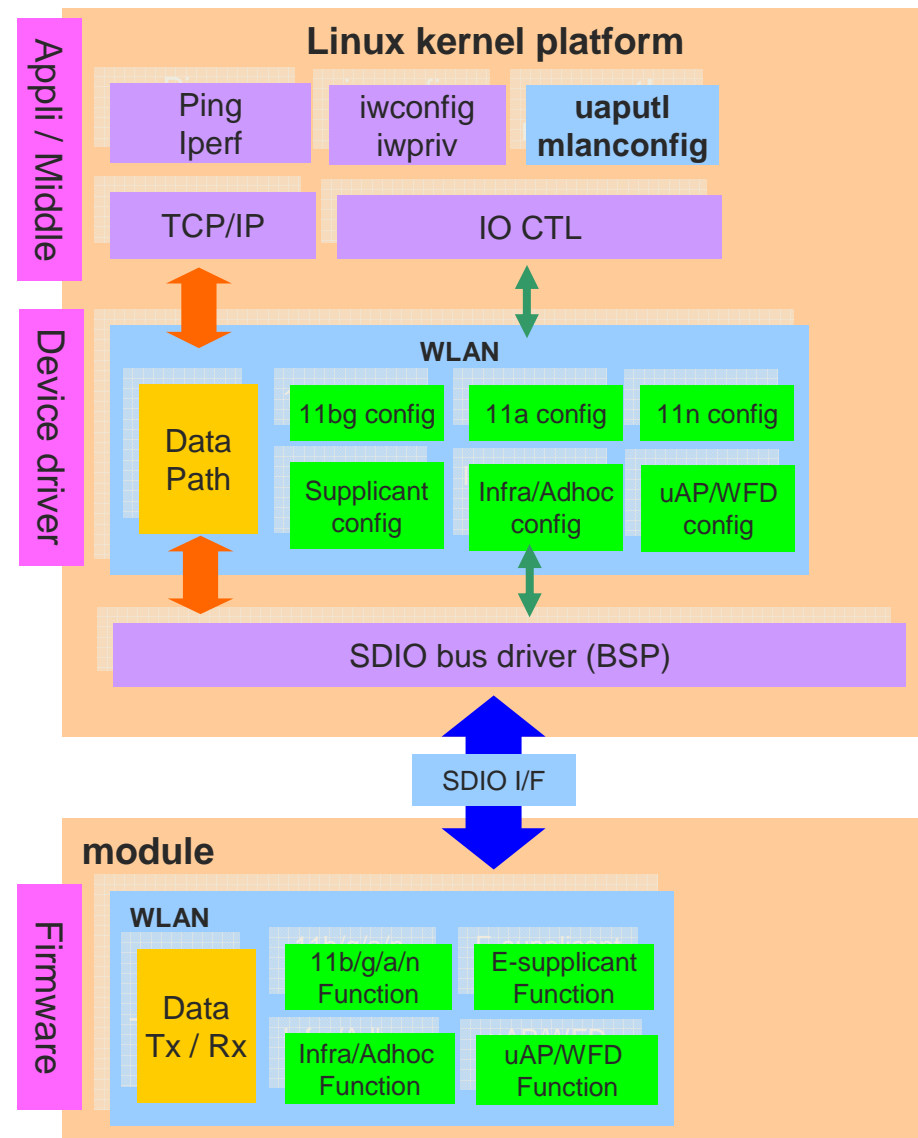 Linux kernel platform
Appli / Middle
Ping
Iperf
iwconfig
iwpriv
uaputl
mlanconfig
TCP/IP
IO CTL
Device driver
WLAN
Data
Path
11bg config
11a config
11n config
Supplicant
config
Infra/Adhoc
config
uAP/WFD
config
SDIO bus driver (BSP)
SDIO I/F
module
Firmware
WLAN
Data
Tx / Rx
11b/g/a/n
Function
E-supplicant
Function
Infra/Adhoc
Function
uAP/WFD
Function